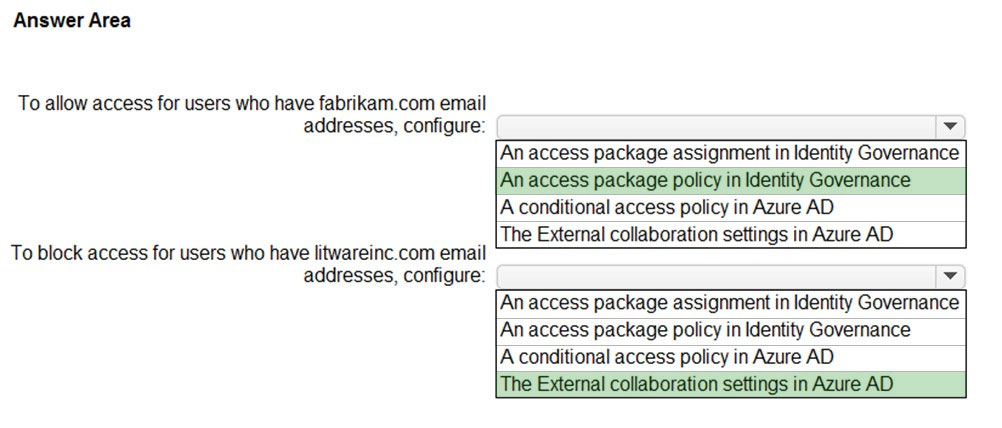 Answer Area
To allow access for users who have fabrikam.com email
addresses, configure:
An access package assignment in Identity Governance
An access package policy in Identity Governance
A conditional access policy in Azure AD
The External collaboration settings in Azure AD
To block access for users who have litwareinc.com email
addresses, configure:
An access package assignment in Identity Governance
An access package policy in Identity Governance
A conditional access policy in Azure AD
The External collaboration settings in Azure AD